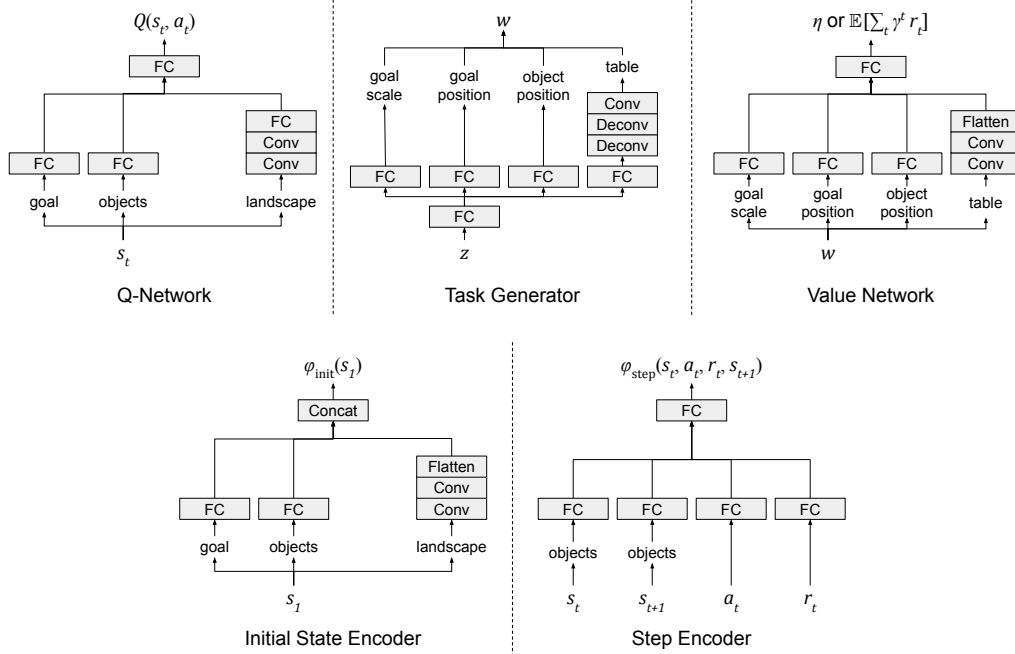 Q(s_t, a_t)
FC
FC
Conv
Conv
FC
FC
goal
objects
landscape
s_t
Q-Network
w
goal
scale
goal
position
object
position
table
Conv
Deconv
Deconv
FC
FC
FC
FC
FC
z
Task Generator
η or 𝔼[∑_t γ^t r_t]
FC
Flatten
Conv
Conv
FC
FC
FC
goal
scale
goal
position
object
position
table
w
Value Network
φ_init(s_1)
Concat
Flatten
Conv
Conv
FC
FC
goal
objects
landscape
s_1
Initial State Encoder
φ_step(s_t, a_t, r_t, s_{t+1})
FC
FC
FC
FC
FC
objects
objects
s_t
s_{t+1}
a_t
r_t
Step Encoder